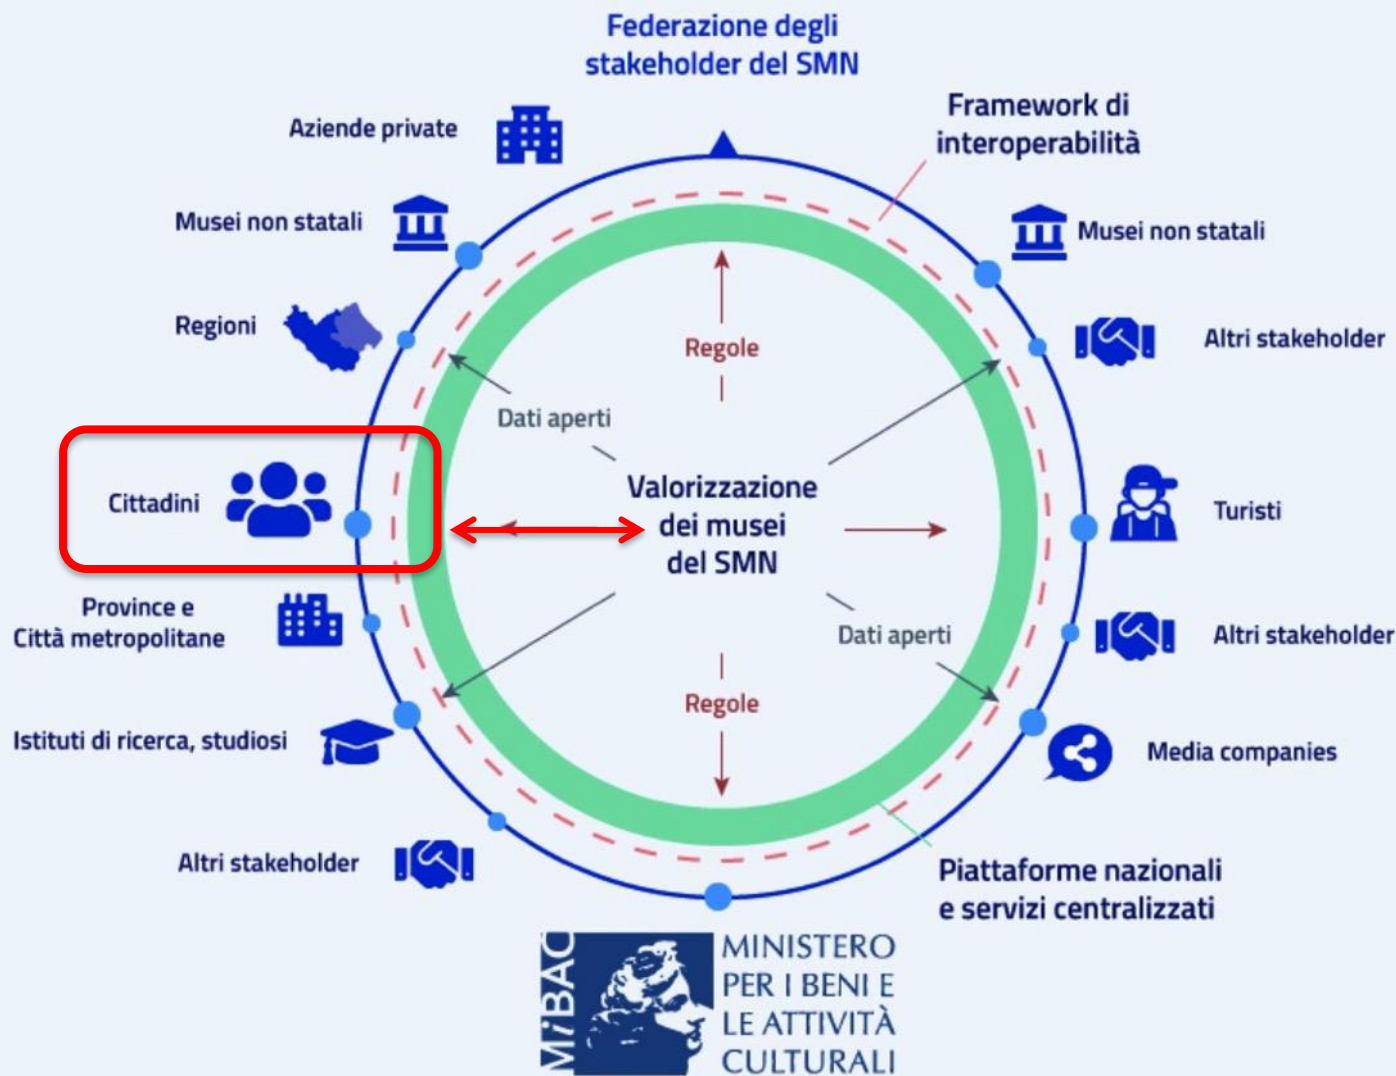 Federazione degli
stakeholder del SMN
Framework di
interoperabilità
Aziende private
Musei non statali
Musei non statali
Regioni
Altri stakeholder
Regole
Dati aperti
Cittadini
Valorizzazione
dei musei
del SMN
Turisti
Province e
Città metropolitane
Dati aperti
Altri stakeholder
Regole
Istituti di ricerca, studiosi
Media companies
Altri stakeholder
Piattaforme nazionali
e servizi centralizzati
MiBAC
MINISTERO
PER I BENI E
LE ATTIVITÀ
CULTURALI